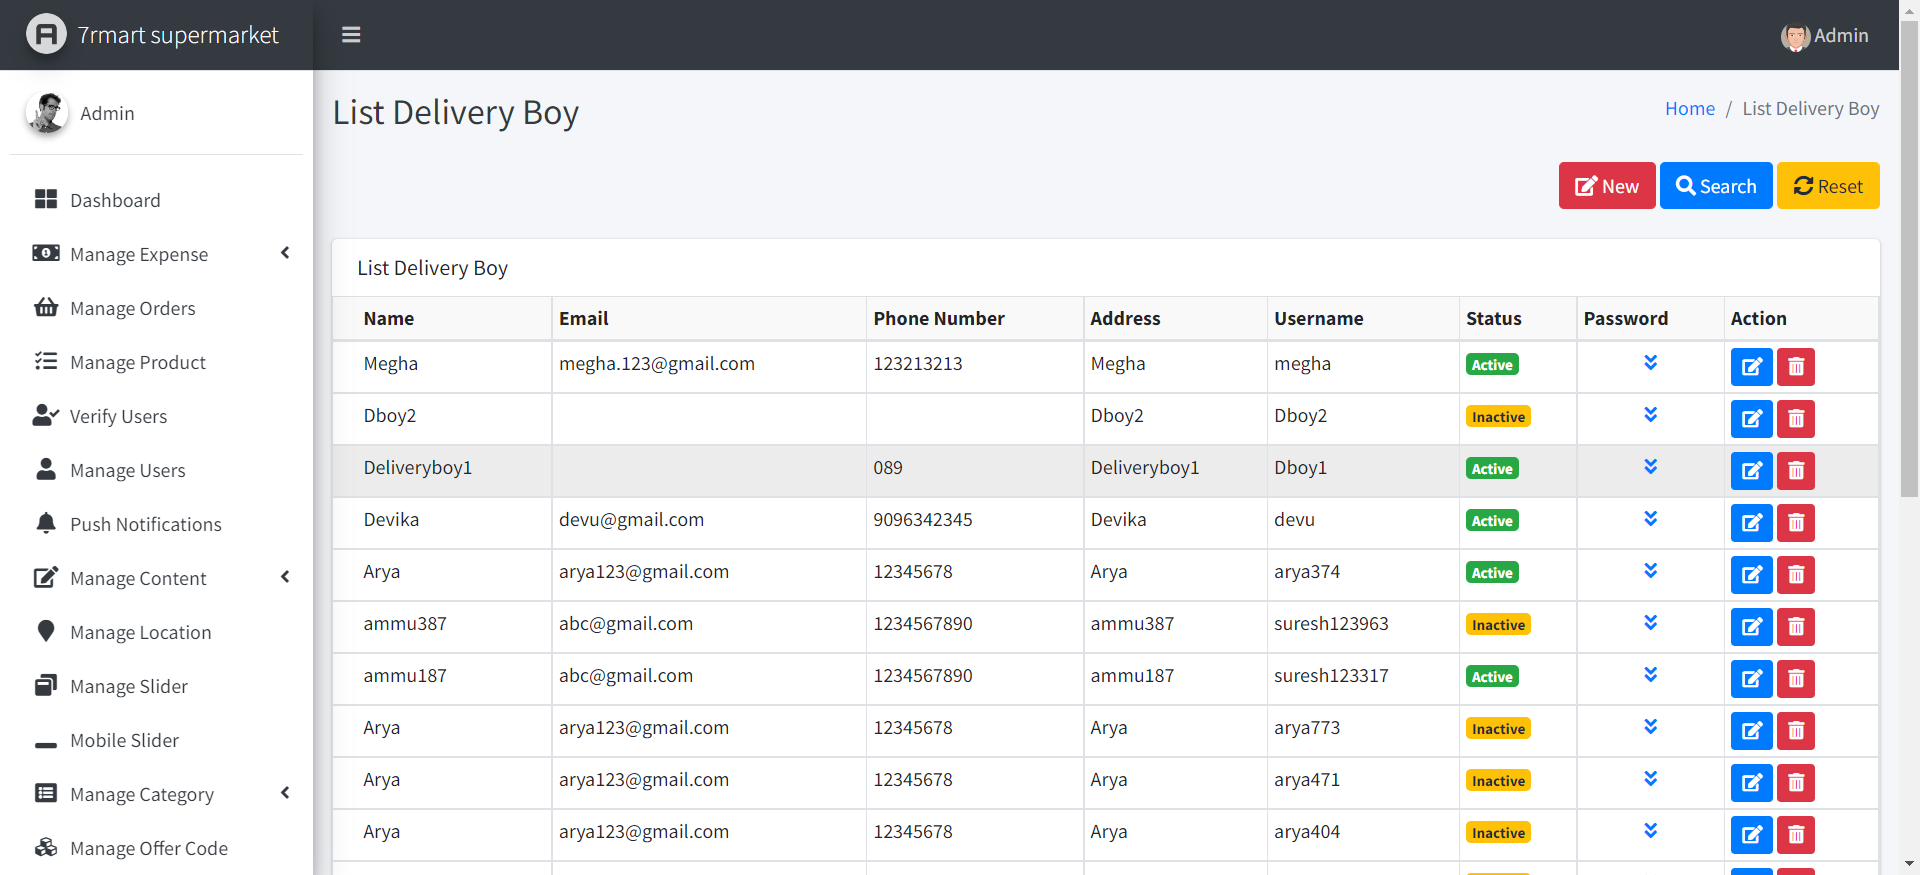 7rmart supermarket
Admin
Admin
Dashboard
Manage Expense
Manage Orders
Manage Product
Verify Users
Manage Users
Push Notifications
Manage Content
Manage Location
Manage Slider
Mobile Slider
Manage Category
Manage Offer Code
List Delivery Boy
Home / List Delivery Boy
New Search Reset
List Delivery Boy
Name Email Phone Number Address Username Status Password Action
Megha megha.123@gmail.com 123213213 Megha megha Active
Dboy2 Dboy2 Dboy2 Inactive
Deliveryboy1 089 Deliveryboy1 Dboy1 Active
Devika devu@gmail.com 9096342345 Devika devu Active
Arya arya123@gmail.com 12345678 Arya arya374 Active
ammu387 abc@gmail.com 1234567890 ammu387 suresh123963 Inactive
ammu187 abc@gmail.com 1234567890 ammu187 suresh123317 Active
Arya arya123@gmail.com 12345678 Arya arya773 Inactive
Arya arya123@gmail.com 12345678 Arya arya471 Inactive
Arya arya123@gmail.com 12345678 Arya arya404 Inactive